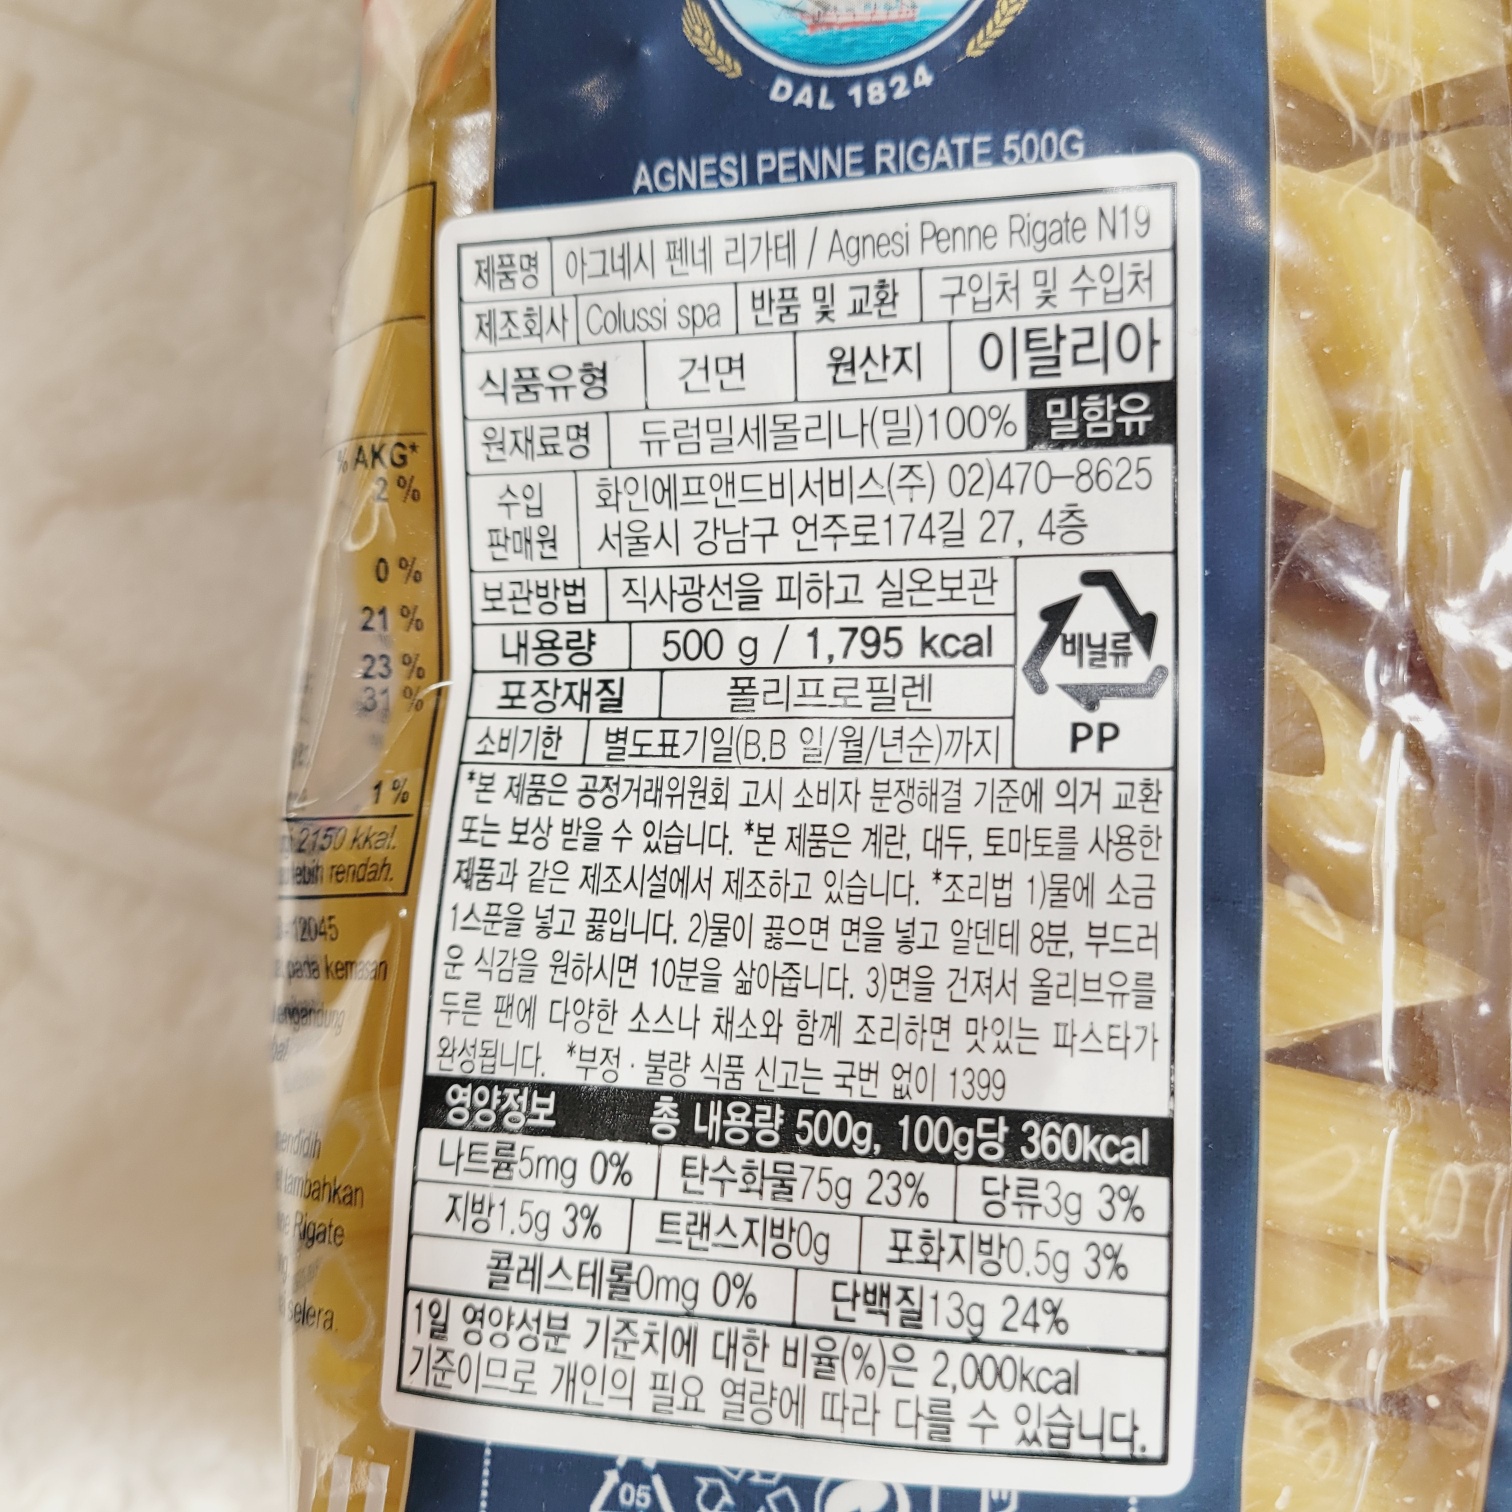 DAL 1824
AGNESI PENNE RIGATE 500G
제품명 아그네시 펜네 리가테 / Agnesi Penne Rigate N19
제조회사 Colussi spa 반품 및 교환 구입처 및 수입처
식품유형 건면 원산지 이탈리아
원재료명 듀럼밀세몰리나(밀)100% 밀함유
수입 판매원 화인에프앤드비서비스(주) 02)470-8625
서울시 강남구 언주로174길 27, 4층
보관방법 직사광선을 피하고 실온보관
내용량 500 g / 1,795 kcal
비닐류
포장재질 폴리프로필렌
PP
소비기한 별도표기일(B.B 일/월/년순)까지
*본 제품은 공정거래위원회 고시 소비자 분쟁해결 기준에 의거 교환
또는 보상 받을 수 있습니다. *본 제품은 계란, 대두, 토마토를 사용한
제품과 같은 제조시설에서 제조하고 있습니다. *조리법 1)물에 소금
1스푼을 넣고 끓입니다. 2)물이 끓으면 면을 넣고 알덴테 8분, 부드러
운 식감을 원하시면 10분을 삶아줍니다. 3)면을 건져서 올리브유를
두른 팬에 다양한 소스나 채소와 함께 조리하면 맛있는 파스타가
완성됩니다. *부정·불량 식품 신고는 국번 없이 1399
영양정보 총 내용량 500g, 100g당 360kcal
나트륨5mg 0% 탄수화물75g 23% 당류3g 3%
지방1.5g 3% 트랜스지방0g 포화지방0.5g 3%
콜레스테롤0mg 0% 단백질13g 24%
1일 영양성분 기준치에 대한 비율(%)은 2,000kcal
기준이므로 개인의 필요 열량에 따라 다를 수 있습니다.
% AKG*
2 %
0 %
21 %
23 %
31 %
1 %
2150 kkal.
lebih rendah.
12045
pada kemasan
Rigate
selera.
05